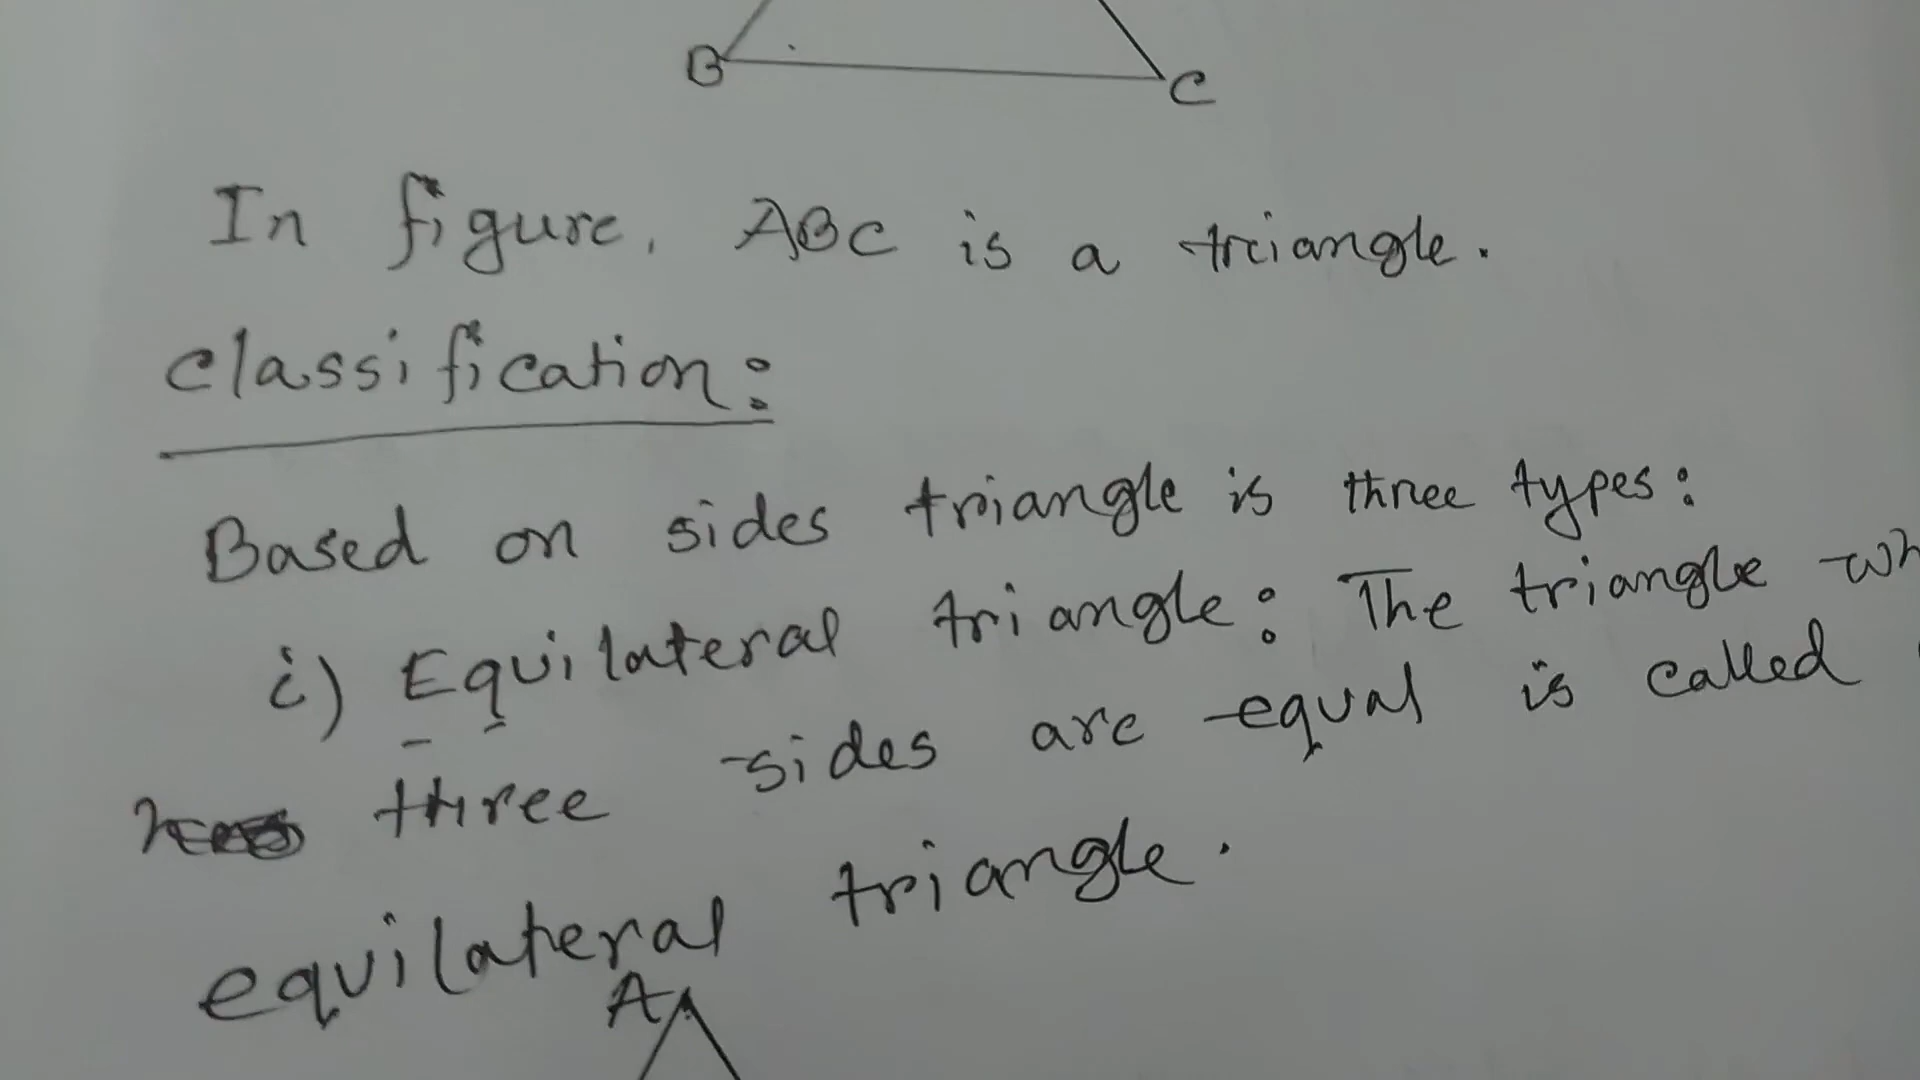 B
C
In figure, ABC is a triangle.
classification:
Based on sides triangle is three types:
i) Equilateral triangle: The triangle
three sides are equal is called
equilateral triangle.
A